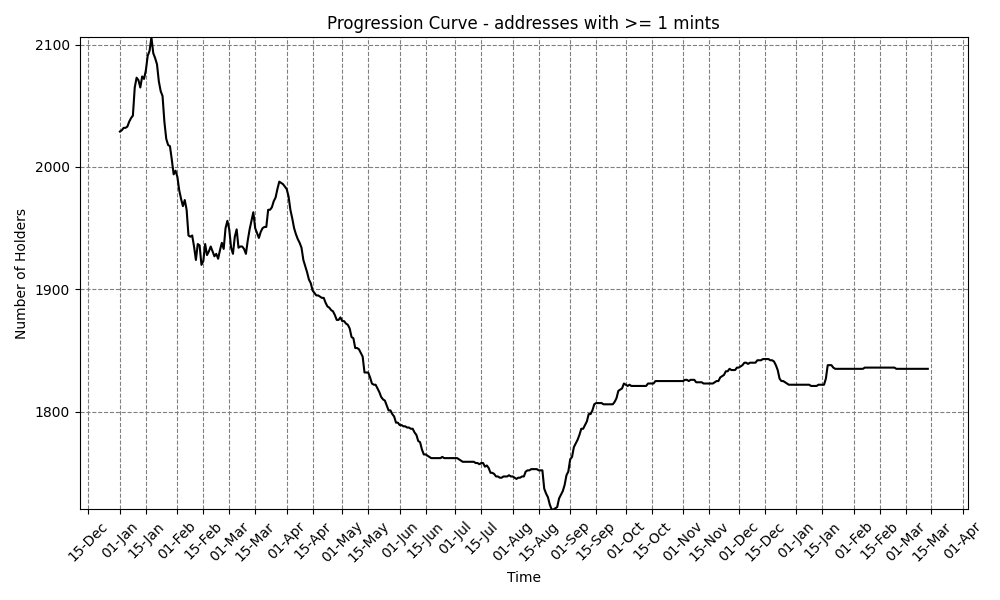 Progression Curve - addresses with >= 1 mints
2100
2000
1900
1800
Number of Holders
15-Dec
01-Jan
15-Jan
01-Feb
15-Feb
01-Mar
15-Mar
01-Apr
15-Apr
01-May
15-May
01-Jun
15-Jun
01-Jul
15-Jul
01-Aug
15-Aug
01-Sep
15-Sep
01-Oct
15-Oct
01-Nov
15-Nov
01-Dec
15-Dec
01-Jan
15-Jan
01-Feb
15-Feb
01-Mar
15-Mar
01-Apr
Time